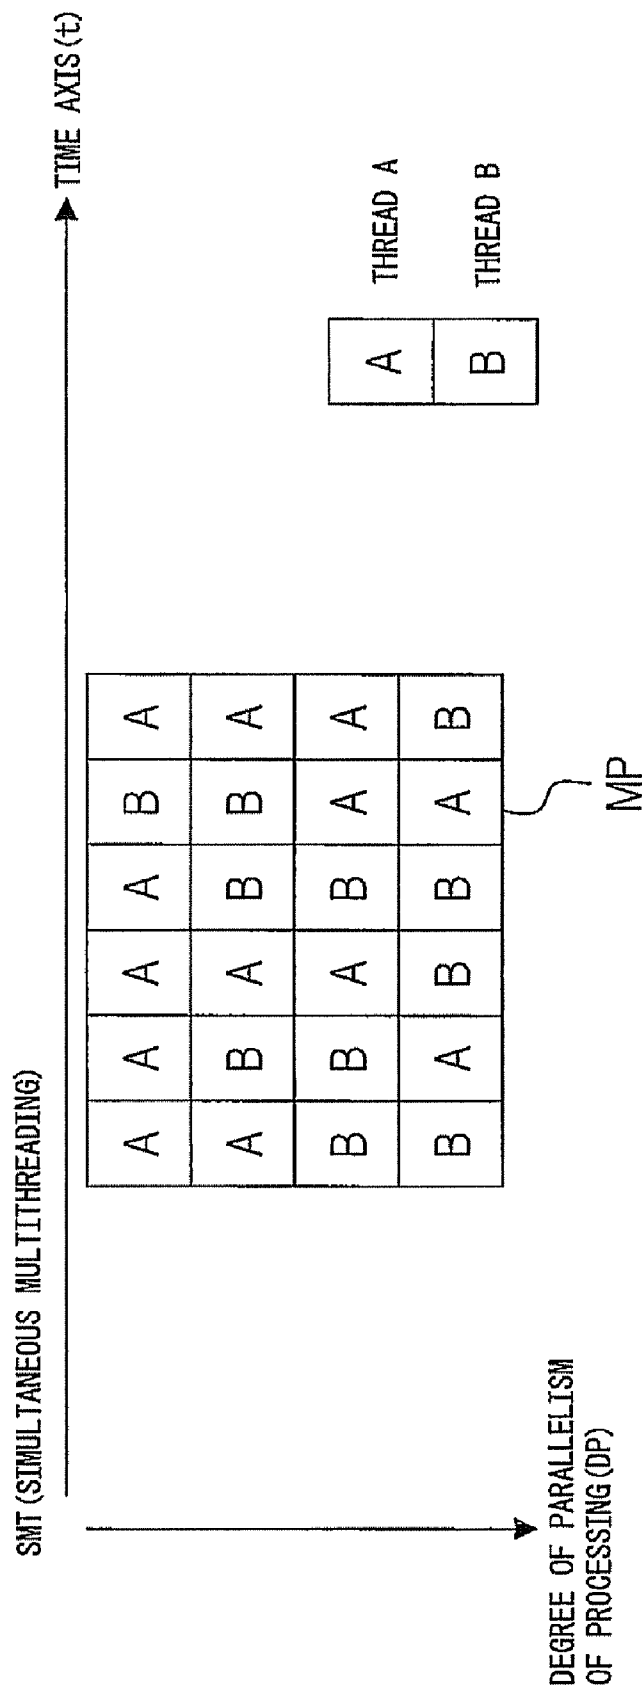 SMT(SIMULTANEOUS MULTITHREADING)
TIME AXIS(t)
A A A A B A
A B A B B A
B B A B A A
B A B B A B
MP
A THREAD A
B THREAD B
DEGREE OF PARALLELISM
OF PROCESSING(DP)